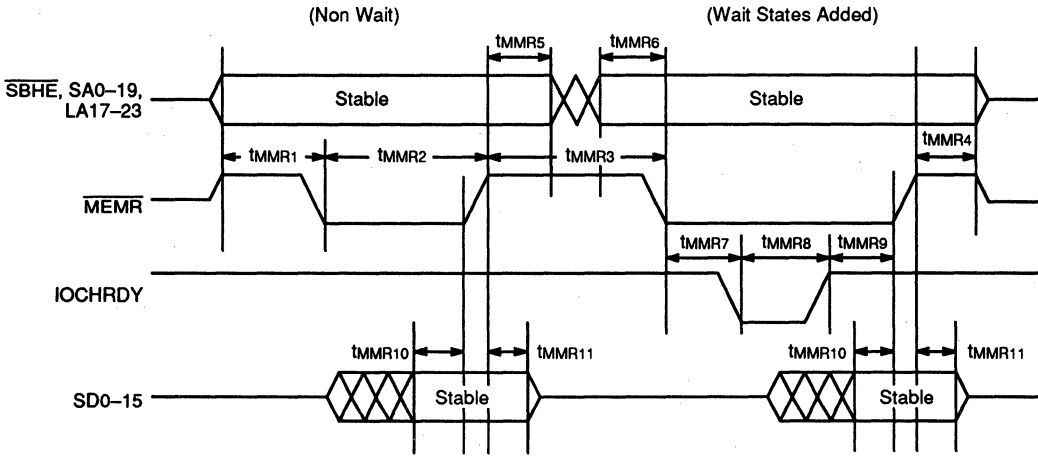 (Non Wait) (Wait States Added)
tMMR5 tMMR6
SBHE, SA0–19,
LA17–23
Stable Stable
tMMR1 tMMR2 tMMR3 tMMR4
MEMR
tMMR7 tMMR8 tMMR9
IOCHRDY
tMMR10 tMMR11 tMMR10 tMMR11
SD0–15 Stable Stable